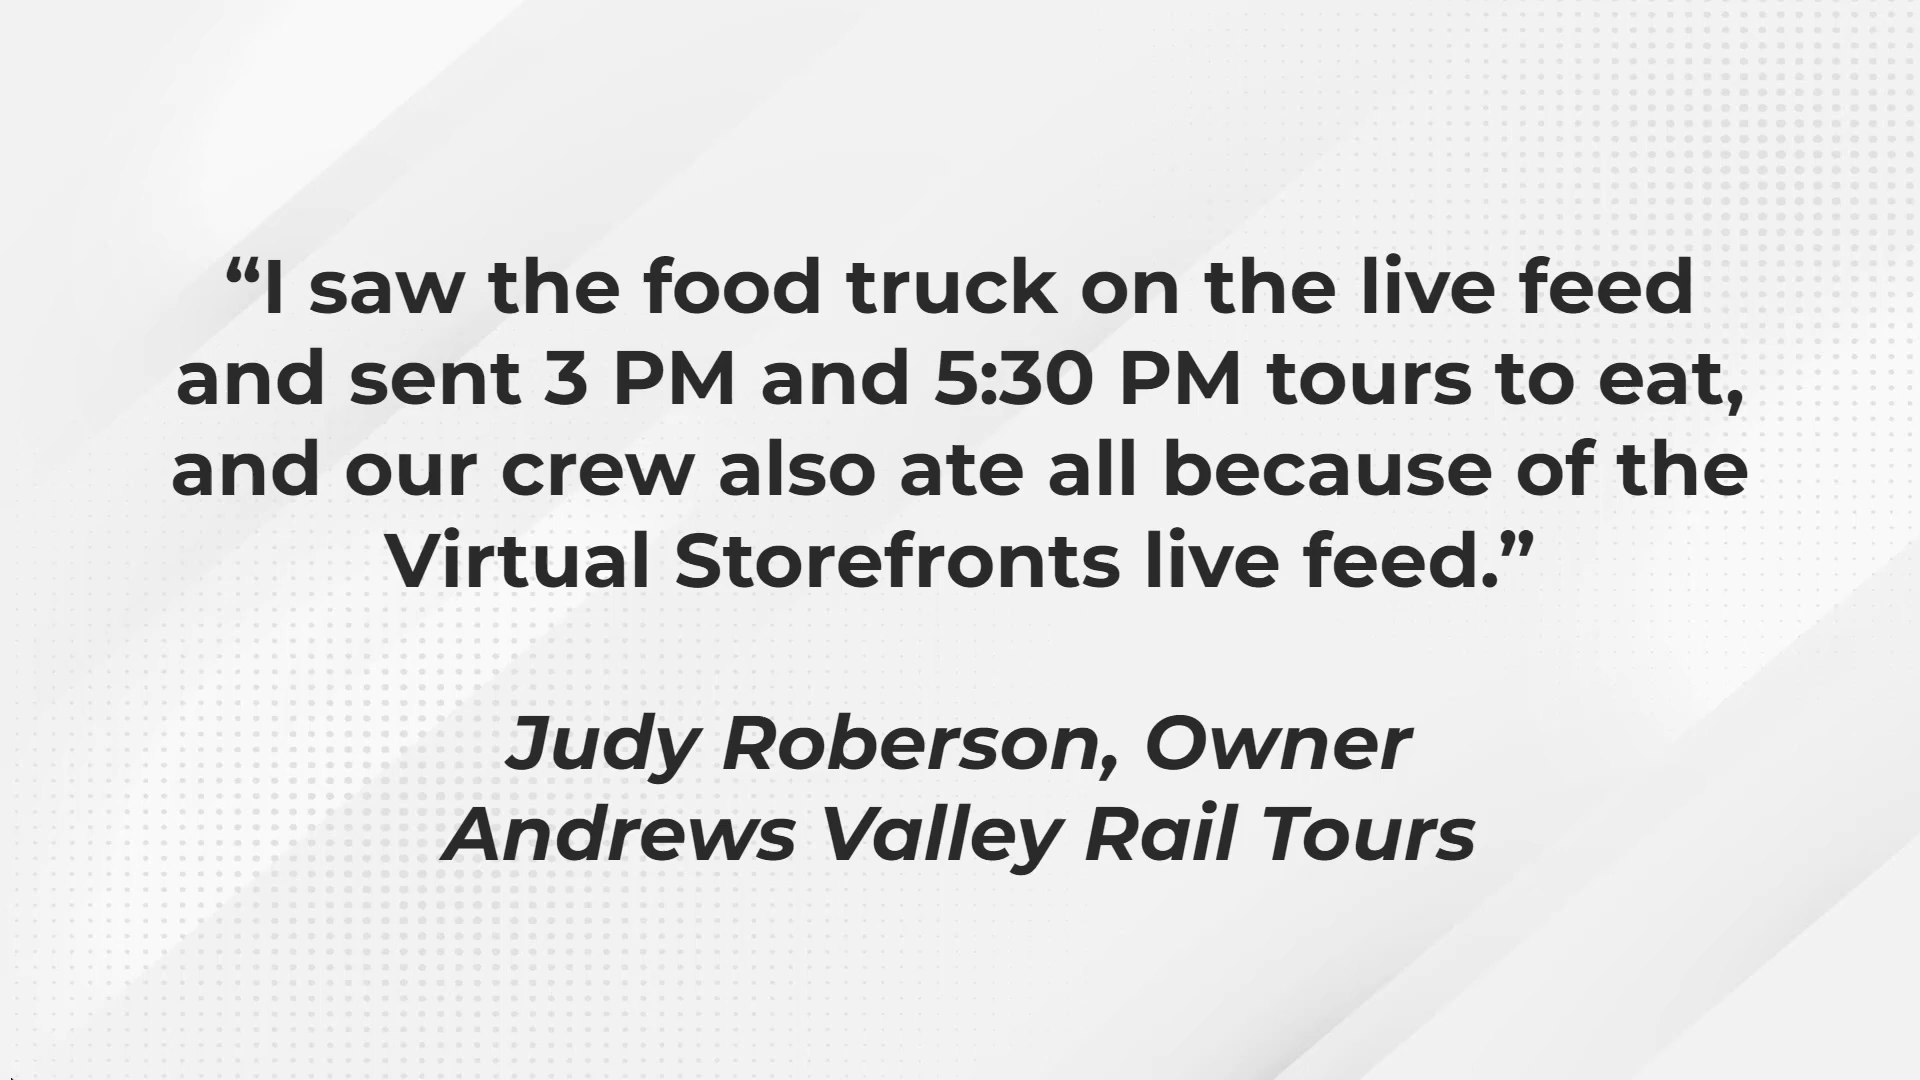 “I saw the food truck on the live feed
and sent 3 PM and 5:30 PM tours to eat,
and our crew also ate all because of the
Virtual Storefronts live feed.”
Judy Roberson, Owner
Andrews Valley Rail Tours